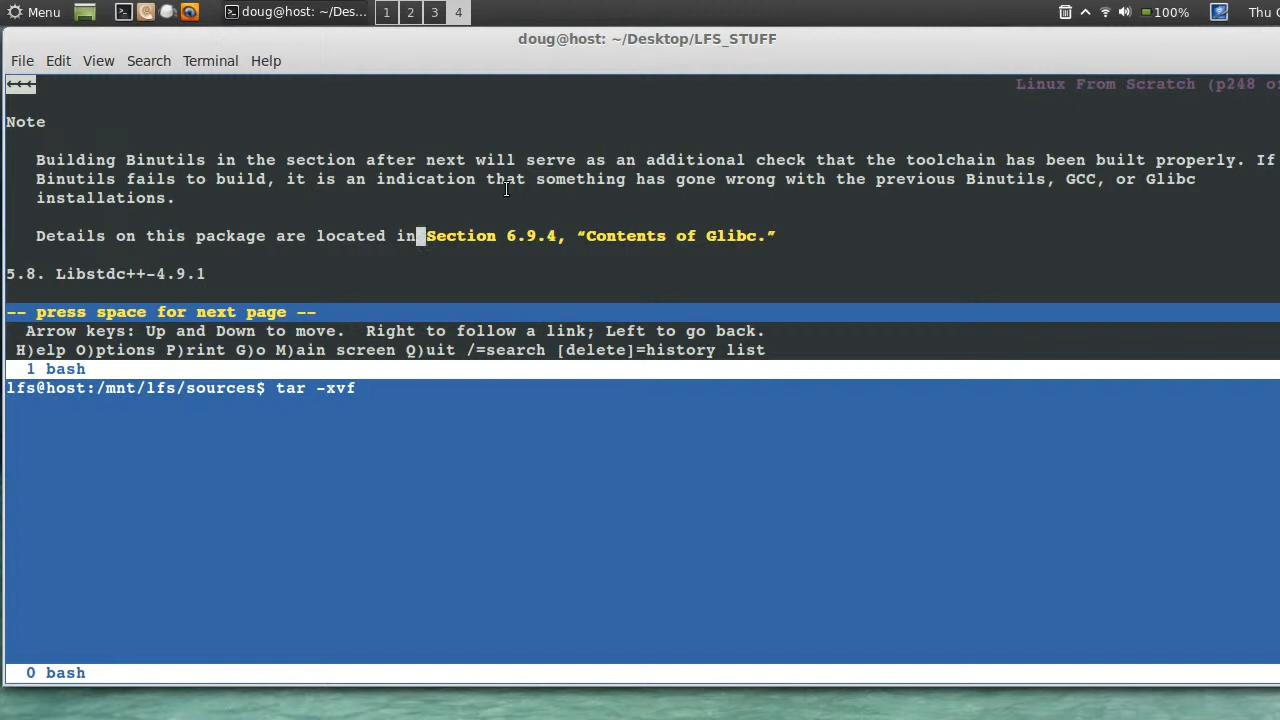 Menu doug@host: ~/Des... 1 2 3 4 100% Thu
doug@host: ~/Desktop/LFS_STUFF
File Edit View Search Terminal Help
←←← Linux From Scratch (p248 o
Note
Building Binutils in the section after next will serve as an additional check that the toolchain has been built properly. If
Binutils fails to build, it is an indication that something has gone wrong with the previous Binutils, GCC, or Glibc
installations.
Details on this package are located in Section 6.9.4, “Contents of Glibc.”
5.8. Libstdc++-4.9.1
-- press space for next page --
Arrow keys: Up and Down to move. Right to follow a link; Left to go back.
H)elp O)ptions P)rint G)o M)ain screen Q)uit /=search [delete]=history list
1 bash
lfs@host:/mnt/lfs/sources$ tar -xvf
0 bash